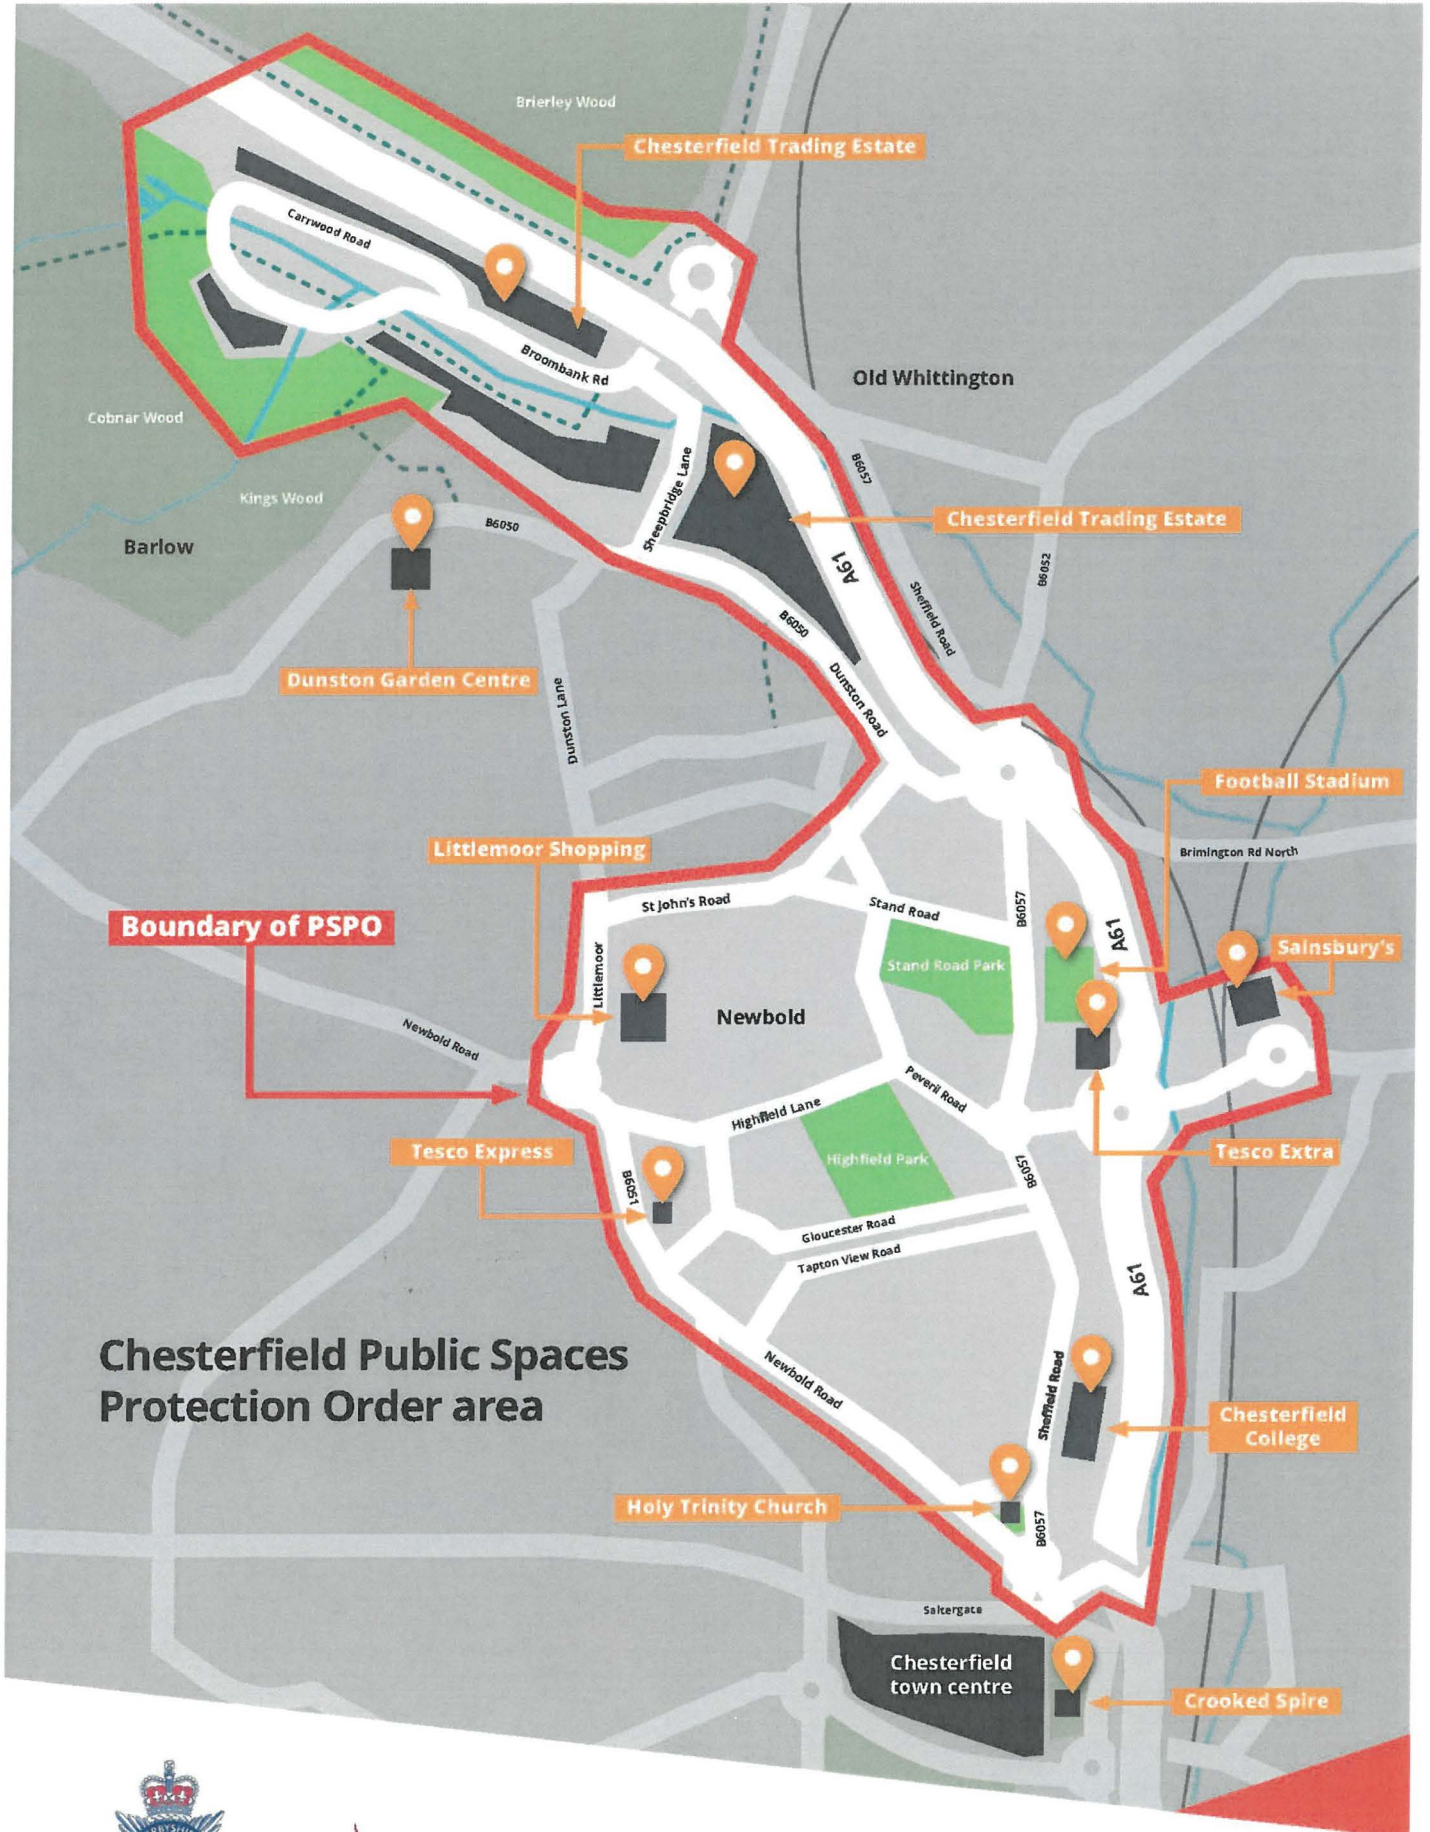 Brierley Wood
Chesterfield Trading Estate
Carrwood Road
Broombank Rd
Old Whittington
Cobnar Wood
B6057
Sheepbridge Lane
Kings Wood
B6050
Chesterfield Trading Estate
Barlow
A61
B6052
Sheffield Road
B6050
Dunston Garden Centre
Dunston Lane
Dunston Road
Football Stadium
Littlemoor Shopping
Brimington Rd North
St John's Road
Stand Road
B6057
Boundary of PSPO
A61
Sainsbury's
Littlemoor
Stand Road Park
Newbold
Newbold Road
Peveril Road
Highfield Lane
Tesco Express
Highfield Park
Tesco Extra
B6051
B6057
Gloucester Road
Tapton View Road
A61
Chesterfield Public Spaces
Protection Order area
Newbold Road
Sheffield Road
Chesterfield
College
Holy Trinity Church
B6057
Saltergate
Chesterfield
town centre
Crooked Spire